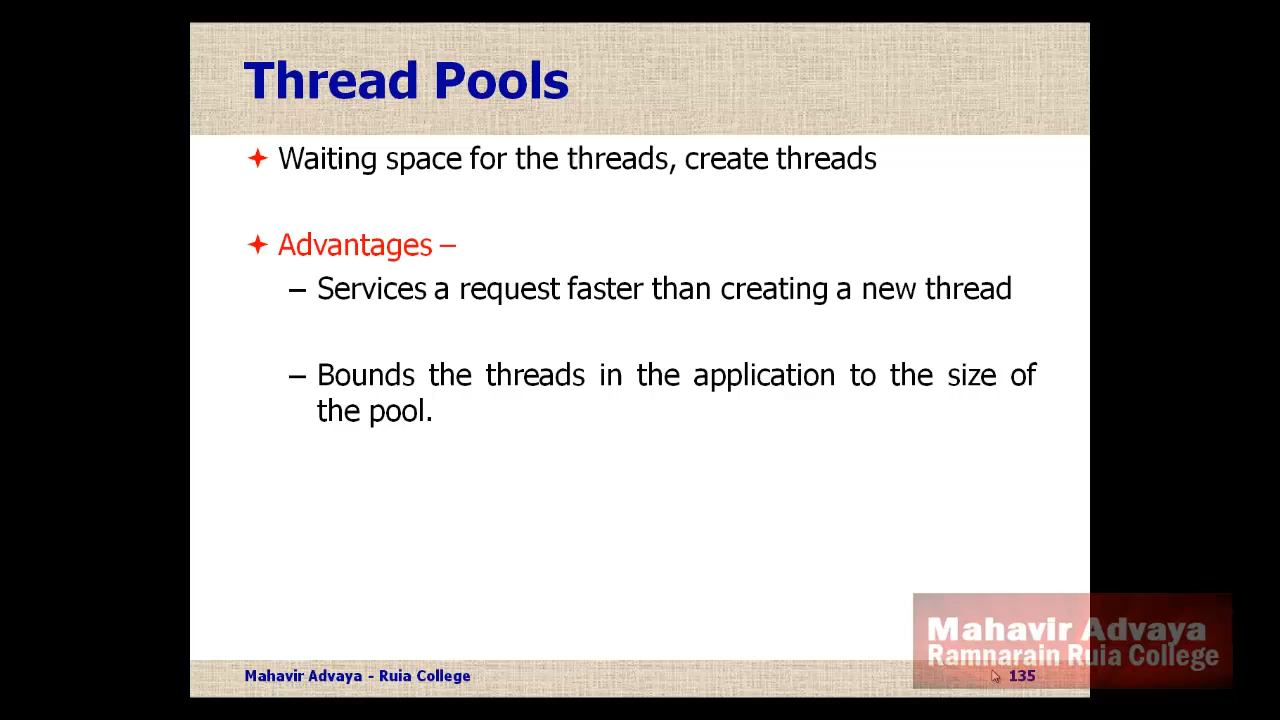 Thread Pools
Waiting space for the threads, create threads
Advantages –
– Services a request faster than creating a new thread
– Bounds the threads in the application to the size of
the pool.
Mahavir Advaya
Ramnarain Ruia College
Mahavir Advaya - Ruia College
135